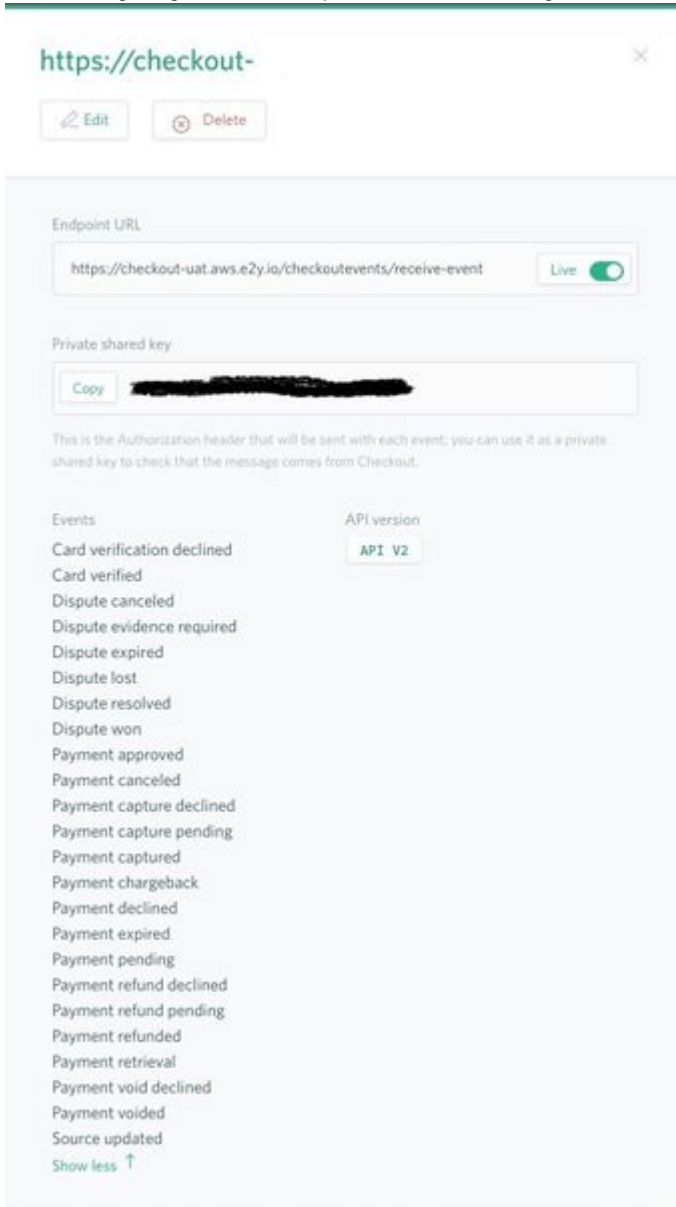 https://checkout-
Edit
Delete
Endpoint URL
https://checkout-uat.aws.e2y.io/checkoutevents/receive-event
Live
Private shared key
Copy
This is the Authorization header that will be sent with each event; you can use it as a private
shared key to check that the message comes from Checkout.
Events
API version
Card verification declined
API V2
Card verified
Dispute canceled
Dispute evidence required
Dispute expired
Dispute lost
Dispute resolved
Dispute won
Payment approved
Payment canceled
Payment capture declined
Payment capture pending
Payment captured
Payment chargeback
Payment declined
Payment expired
Payment pending
Payment refund declined
Payment refund pending
Payment refunded
Payment retrieval
Payment void declined
Payment voided
Source updated
Show less ↑